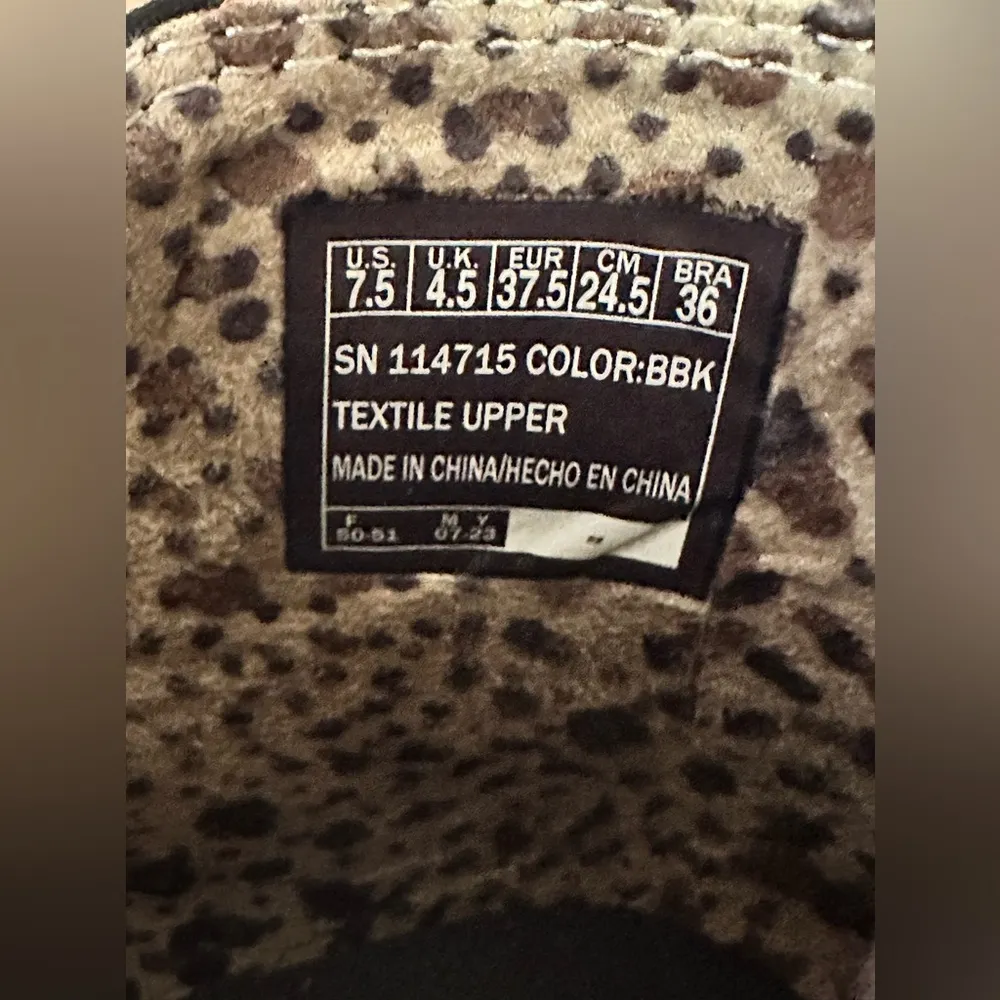 U.S. U.K. EUR CM BRA
7.5 4.5 37.5 24.5 36
SN 114715 COLOR:BBK
TEXTILE UPPER
MADE IN CHINA/HECHO EN CHINA
F M Y
50-51 07-23